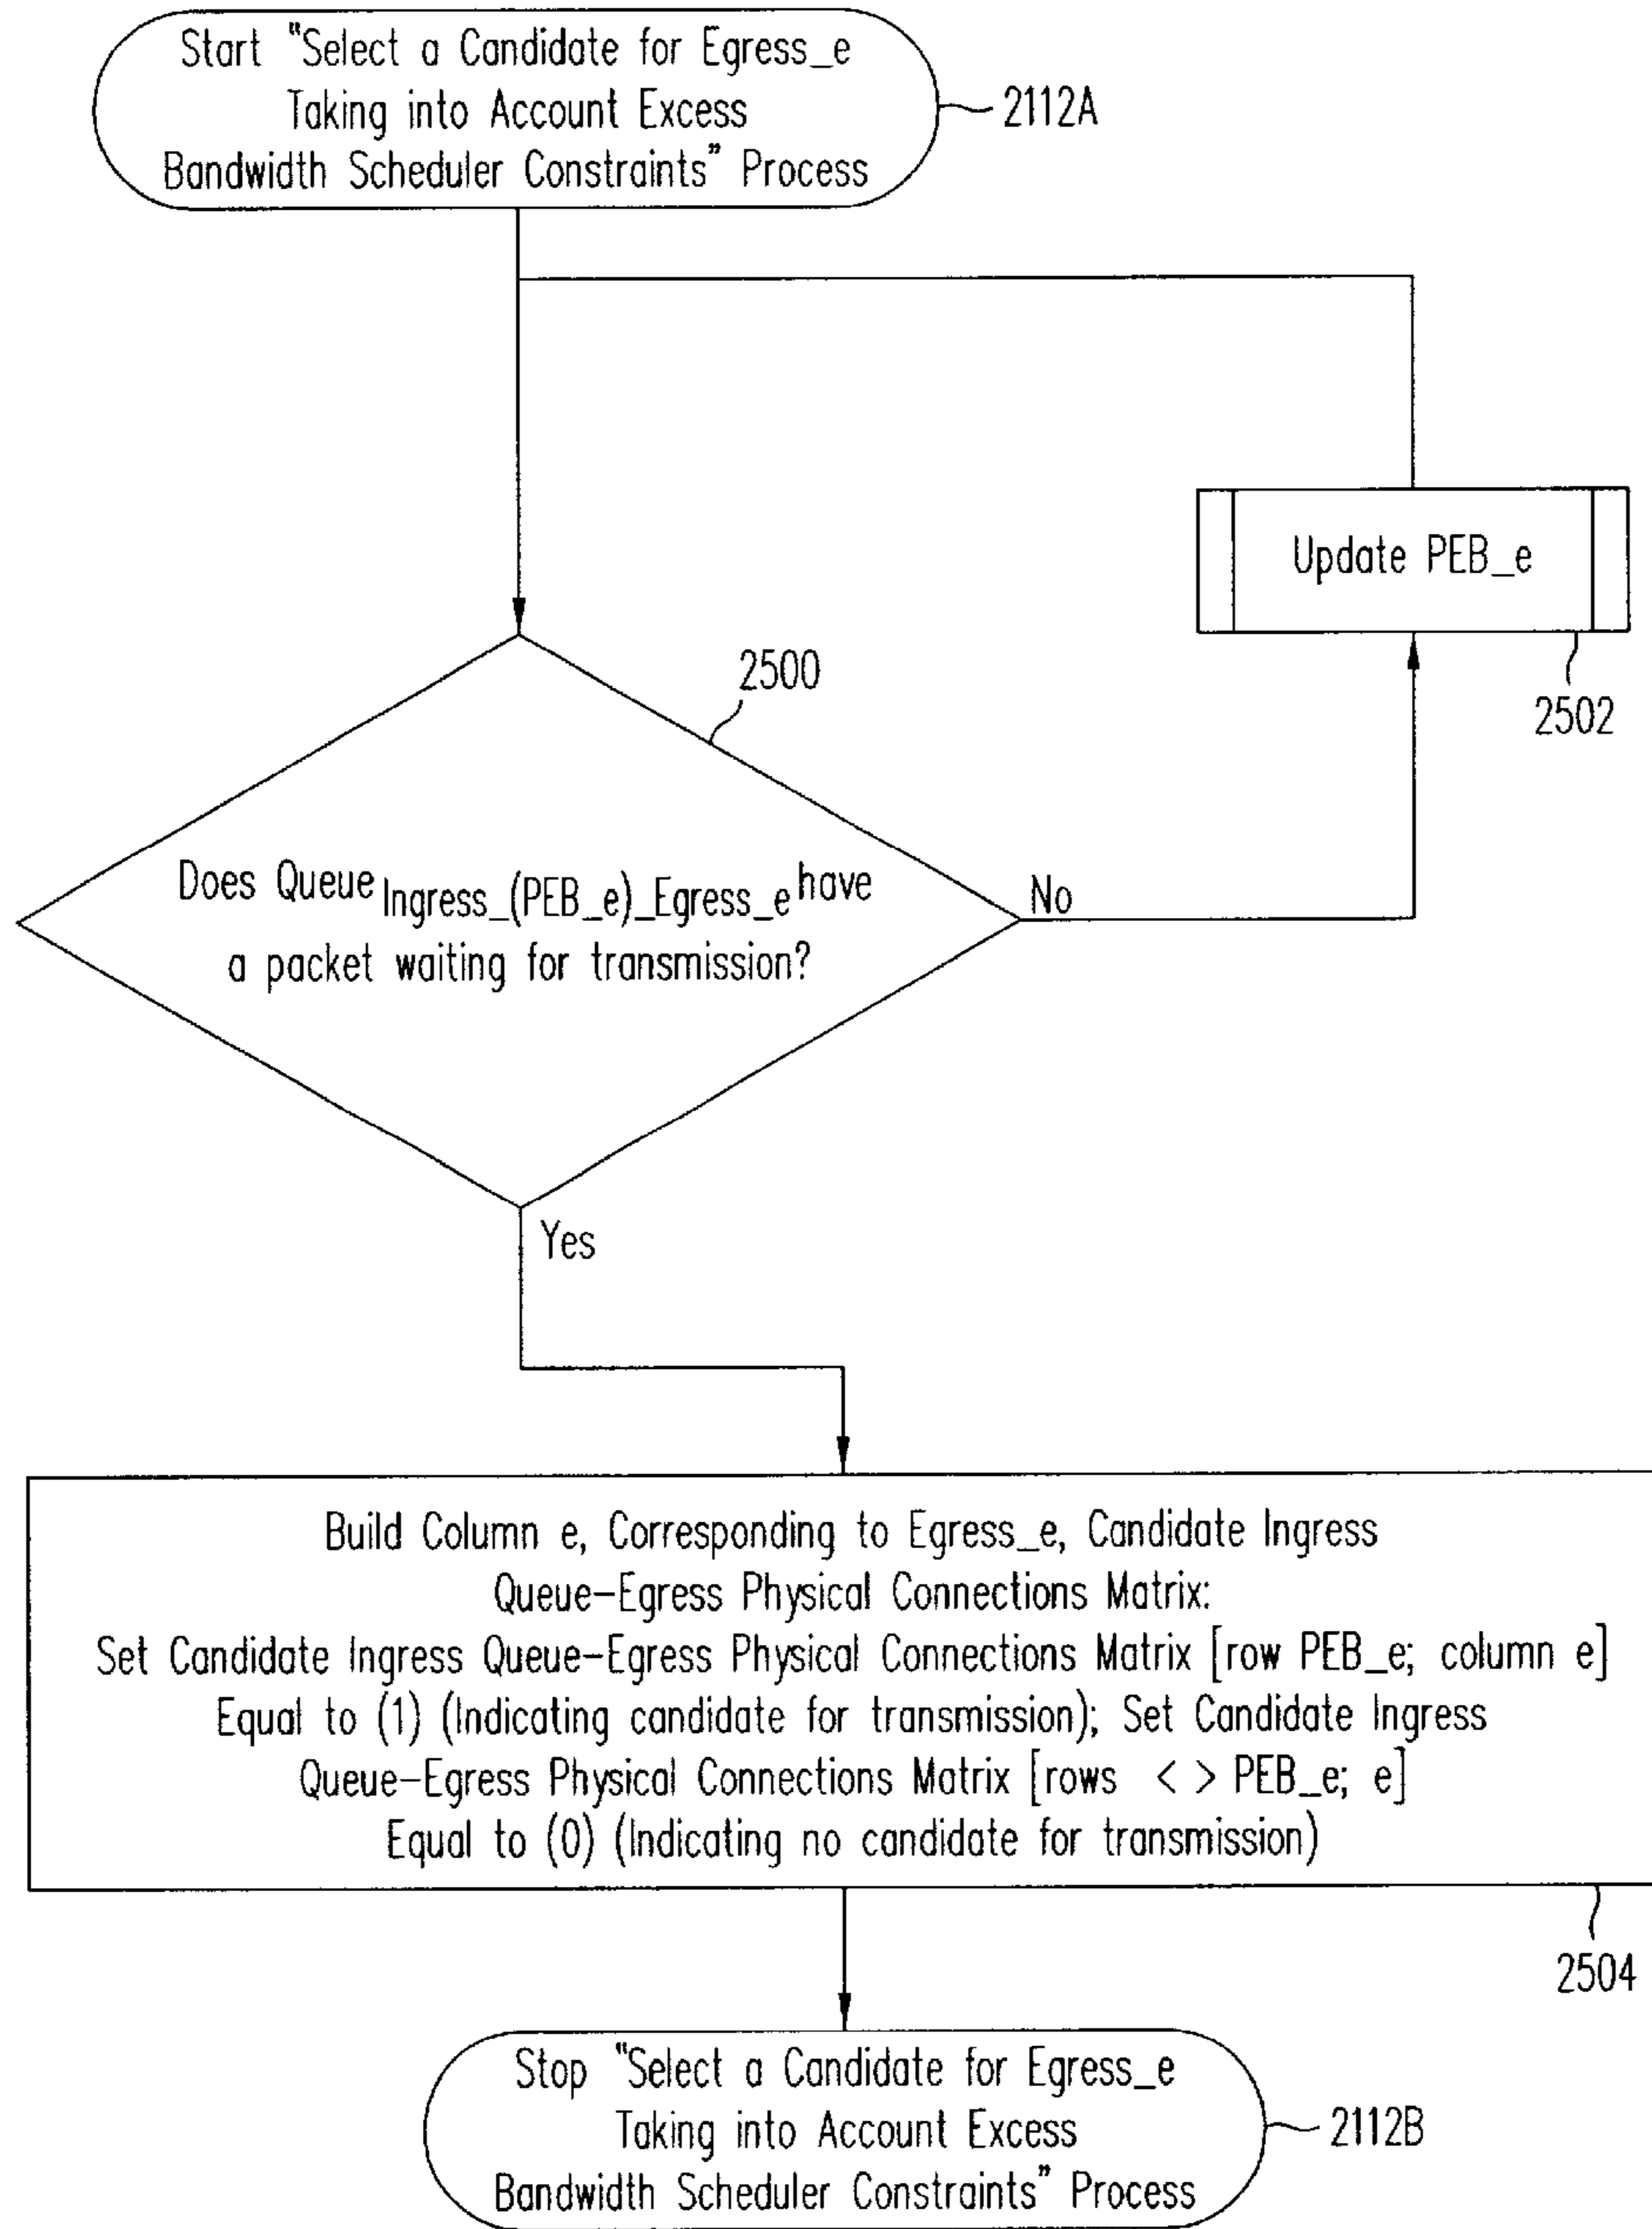 Start "Select a Candidate for Egress_e
Taking into Account Excess
Bandwidth Scheduler Constraints" Process
2112A
Update PEB_e
2502
2500
Does Queue Ingress_(PEB_e)_Egress_e have
a packet waiting for transmission?
No
Yes
Build Column e, Corresponding to Egress_e, Candidate Ingress
Queue-Egress Physical Connections Matrix:
Set Candidate Ingress Queue-Egress Physical Connections Matrix [row PEB_e; column e]
Equal to (1) (Indicating candidate for transmission); Set Candidate Ingress
Queue-Egress Physical Connections Matrix [rows < > PEB_e; e]
Equal to (0) (Indicating no candidate for transmission)
2504
Stop "Select a Candidate for Egress_e
Taking into Account Excess
Bandwidth Scheduler Constraints" Process
2112B